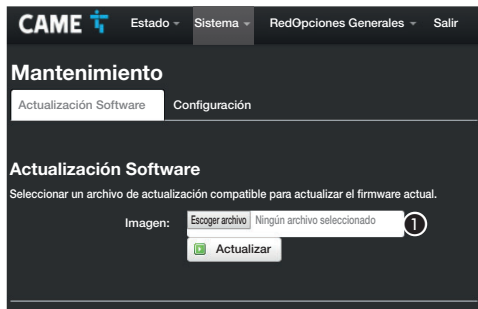 CAME Estado Sistema RedOpciones Generales Salir
Mantenimiento
Actualización Software Configuración
Actualización Software
Seleccionar un archivo de actualización compatible para actualizar el firmware actual.
Imagen: Escoger archivo Ningún archivo seleccionado 1
Actualizar